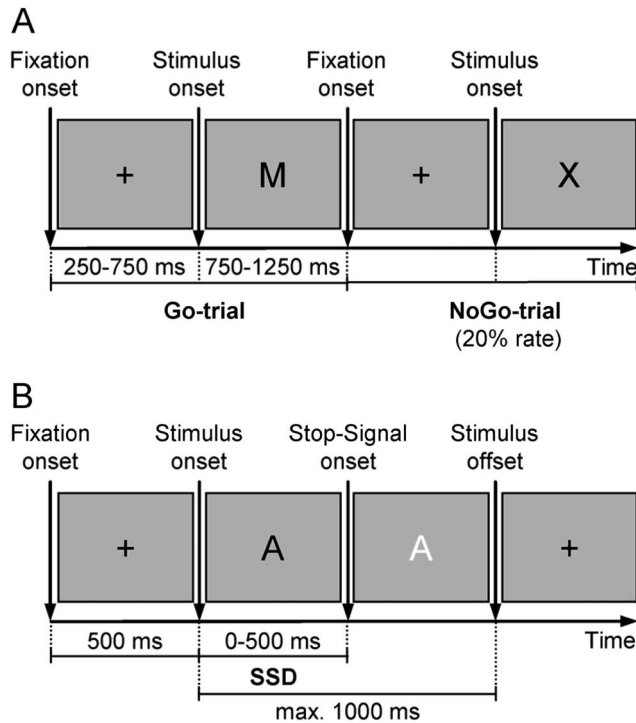 A
Fixation onset
Stimulus onset
Fixation onset
Stimulus onset
+
M
+
X
250-750 ms
750-1250 ms
Time
Go-trial
NoGo-trial
(20% rate)
B
Fixation onset
Stimulus onset
Stop-Signal onset
Stimulus offset
+
A
A
+
500 ms
0-500 ms
Time
SSD
max. 1000 ms